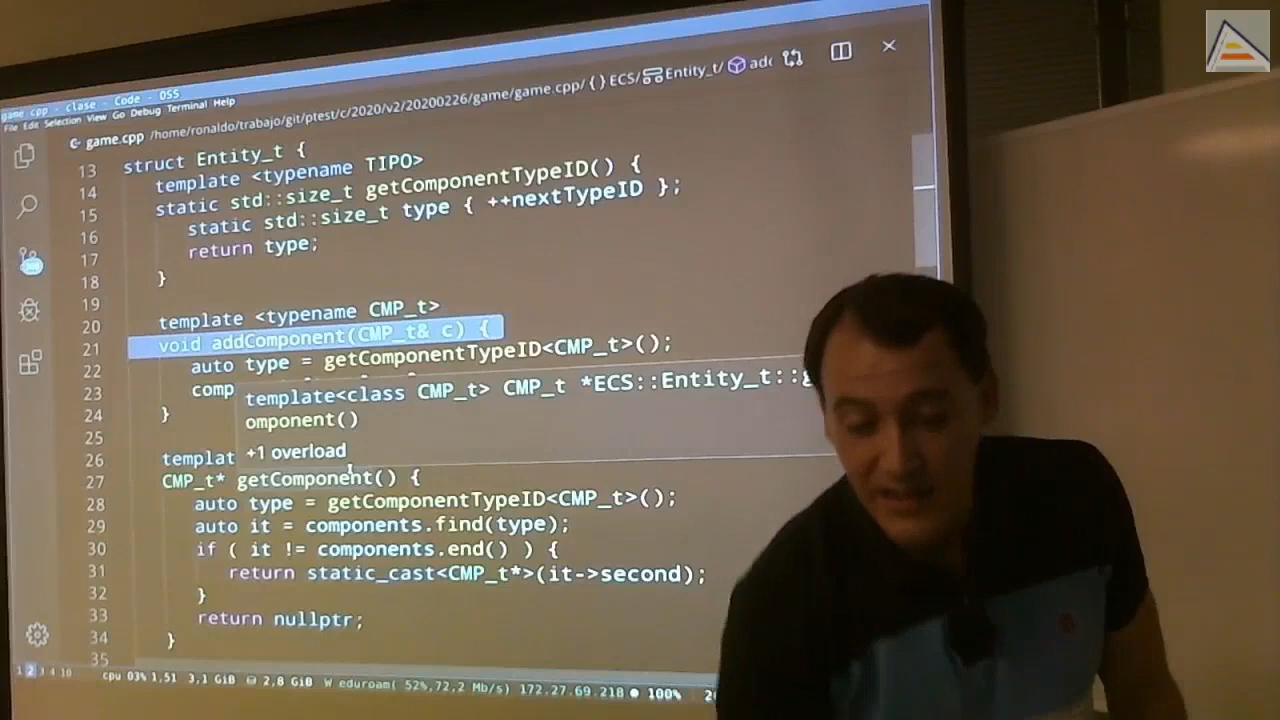 game cpp - clase - Code - OSS
File Edit Selection View Go Debug Terminal Help
game.cpp /home/ronaldo/trabajo/git/ptest/c/2020/v2/20200226/game/game.cpp/ { } ECS/ Entity_t/ adc
13 struct Entity_t {
14 template <typename TIPO>
15 static std::size_t getComponentTypeID() {
16 static std::size_t type { ++nextTypeID };
17 return type;
18 }
19
20 template <typename CMP_t>
21 void addComponent(CMP_t& c) {
22 auto type = getComponentTypeID<CMP_t>();
23 comp
template<class CMP_t> CMP_t *ECS::Entity_t::g
omponent()
+1 overload
24 }
25
26 templat
27 CMP_t* getComponent() {
28 auto type = getComponentTypeID<CMP_t>();
29 auto it = components.find(type);
30 if ( it != components.end() ) {
31 return static_cast<CMP_t*>(it->second);
32 }
33 return nullptr;
34 }
35
1 2 3 4 10 cpu 03% 1,51 3,1 GiB 2,8 GiB W eduroam( 52%,72,2 Mb/s) 172.27.69.218 100%